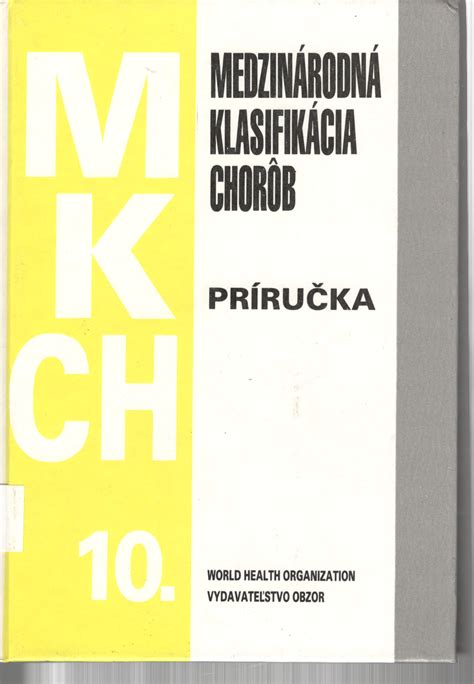 M
K
CH
10.
MEDZINÁRODNÁ
KLASIFIKÁCIA
CHORÔB
PRÍRUČKA
WORLD HEALTH ORGANIZATION
VYDAVATEĽSTVO OBZOR